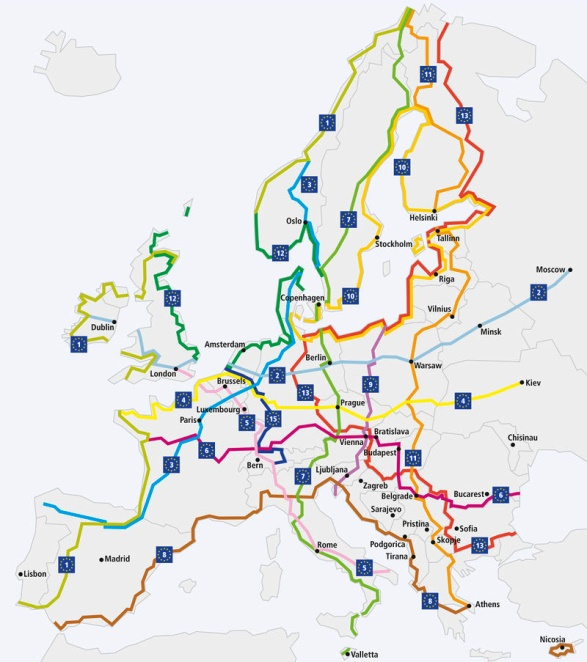 11
13
1
10
3
7
Oslo
Helsinki
12
Stockholm
Tallinn
Moscow
Riga
2
12
Copenhagen
10
Vilnius
Dublin
Minsk
1
Amsterdam
Berlin
Warsaw
London
2
Brussels
9
Kiev
4
13
Prague
4
Luxembourg
5
15
Paris
Bratislava
Vienna
Chisinau
6
Budapest
3
Bern
Ljubljana
11
7
Zagreb
Belgrade
Bucarest
6
Sarajevo
Pristina
Sofia
Rome
Podgorica
Skopje
13
8
Madrid
Tirana
1
Lisbon
5
8
Athens
Nicosia
Valletta